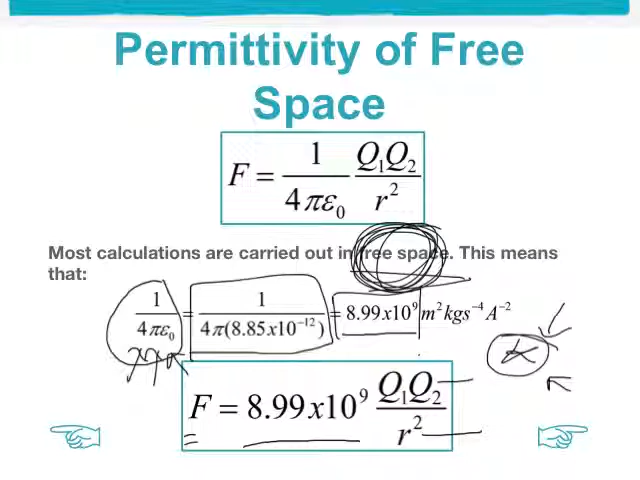 Permittivity of Free
Space
F = 1/(4πε₀) Q₁Q₂/r²
Most calculations are carried out in free space. This means
that:
1/(4πε₀) = 1/(4π(8.85x10⁻¹²)) = 8.99x10⁹ m²kgs⁻⁴A⁻²
F = 8.99x10⁹ Q₁Q₂/r²